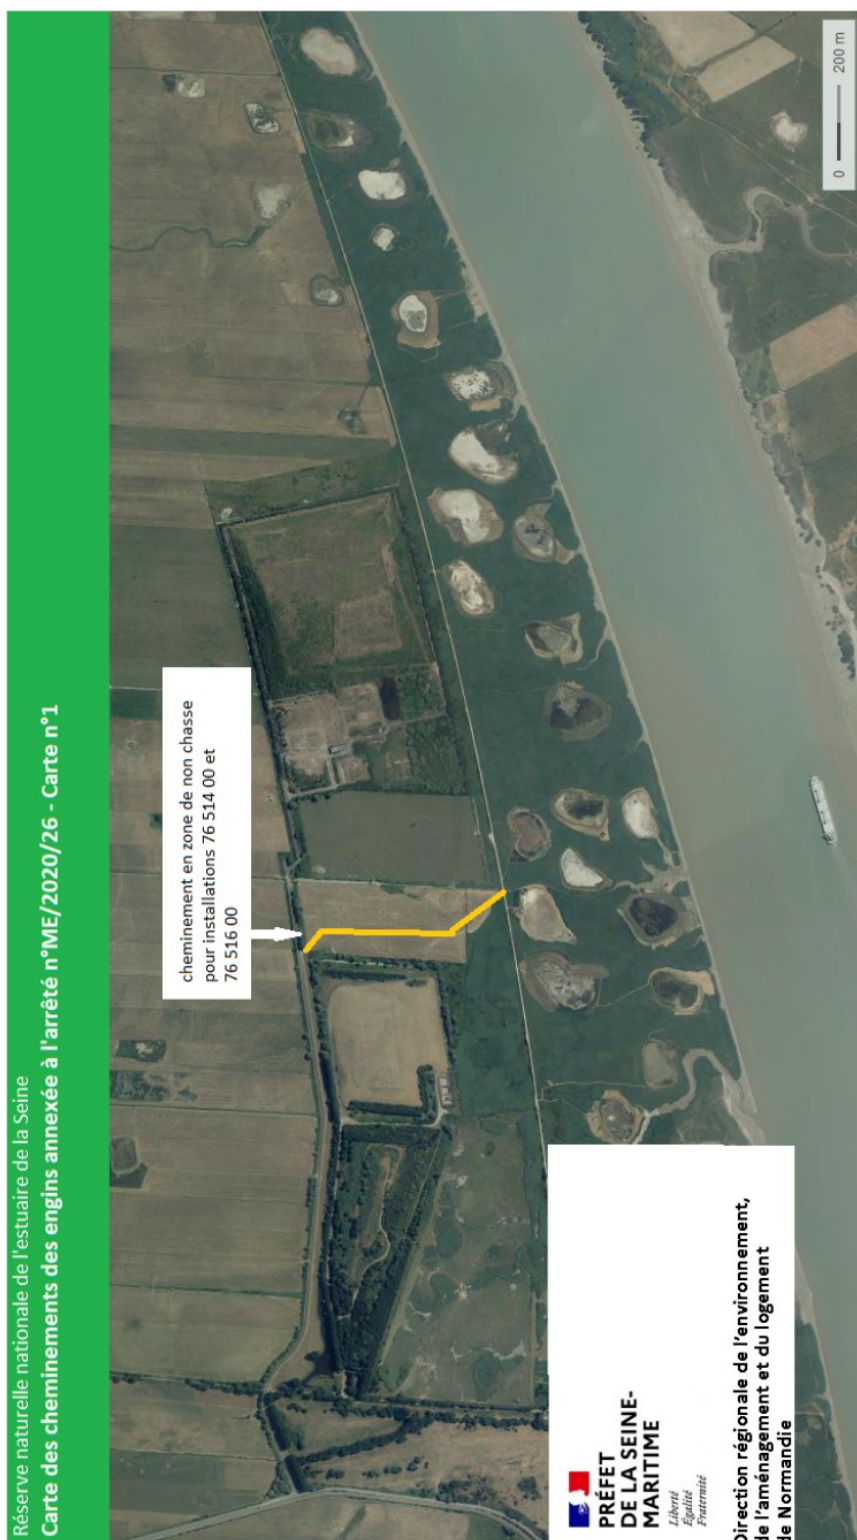 Réserve naturelle nationale de l'estuaire de la Seine
Carte des cheminements des engins annexée à l'arrêté n°ME/2020/26 - Carte n°1
cheminement en zone de non chasse
pour installations 76 514 00 et
76 516 00
0 200 m
PRÉFET
DE LA SEINE-
MARITIME
Liberté
Égalité
Fraternité
Direction régionale de l'environnement,
de l'aménagement et du logement
de Normandie